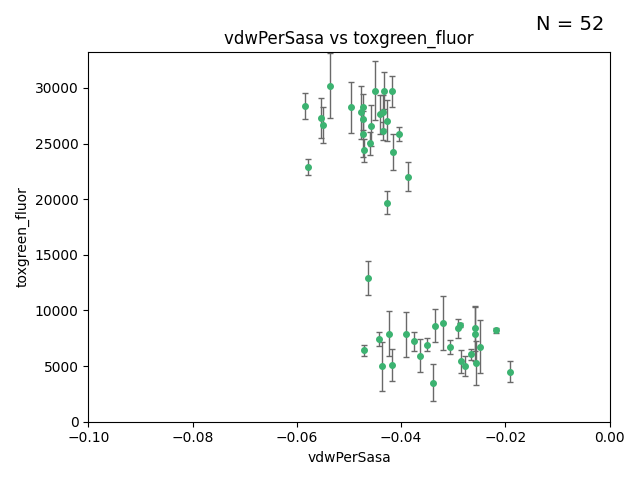 N = 52
vdwPerSasa vs toxgreen_fluor
toxgreen_fluor
30000
25000
20000
15000
10000
5000
0
−0.10 −0.08 −0.06 −0.04 −0.02 0.00
vdwPerSasa